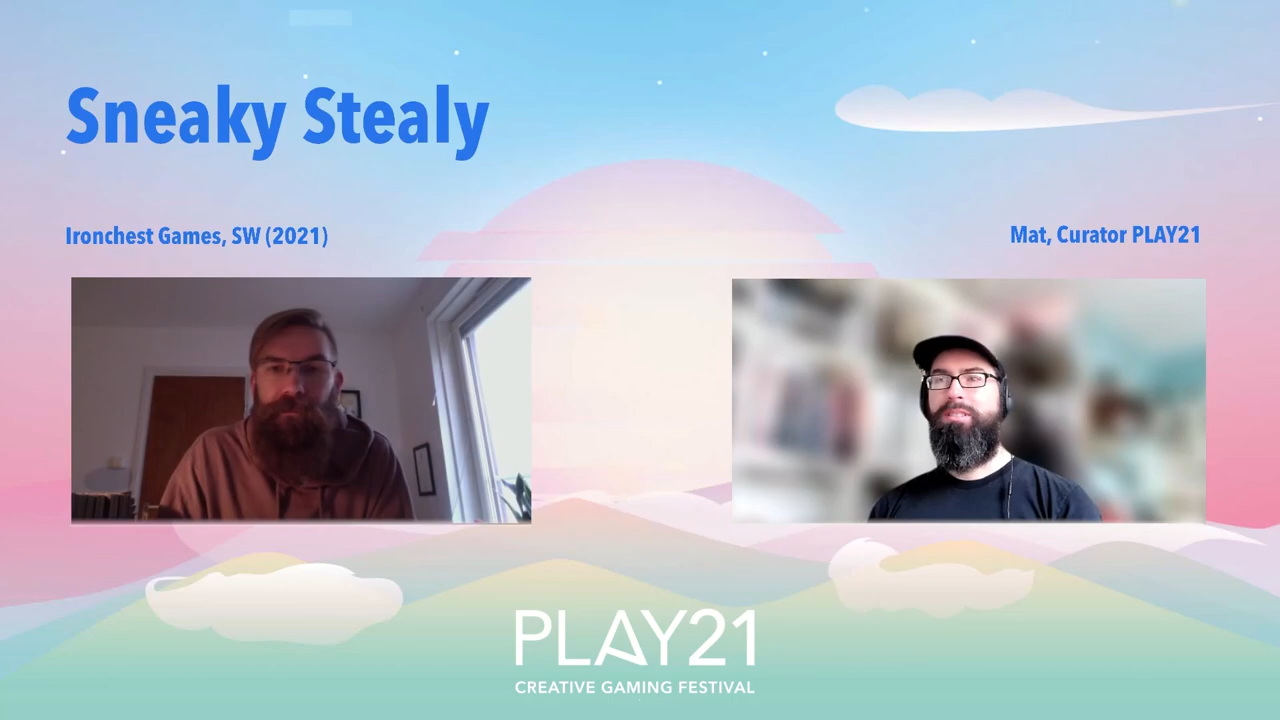 Sneaky Stealy
Ironchest Games, SW (2021)
Mat, Curator PLAY21
PLAY21
CREATIVE GAMING FESTIVAL